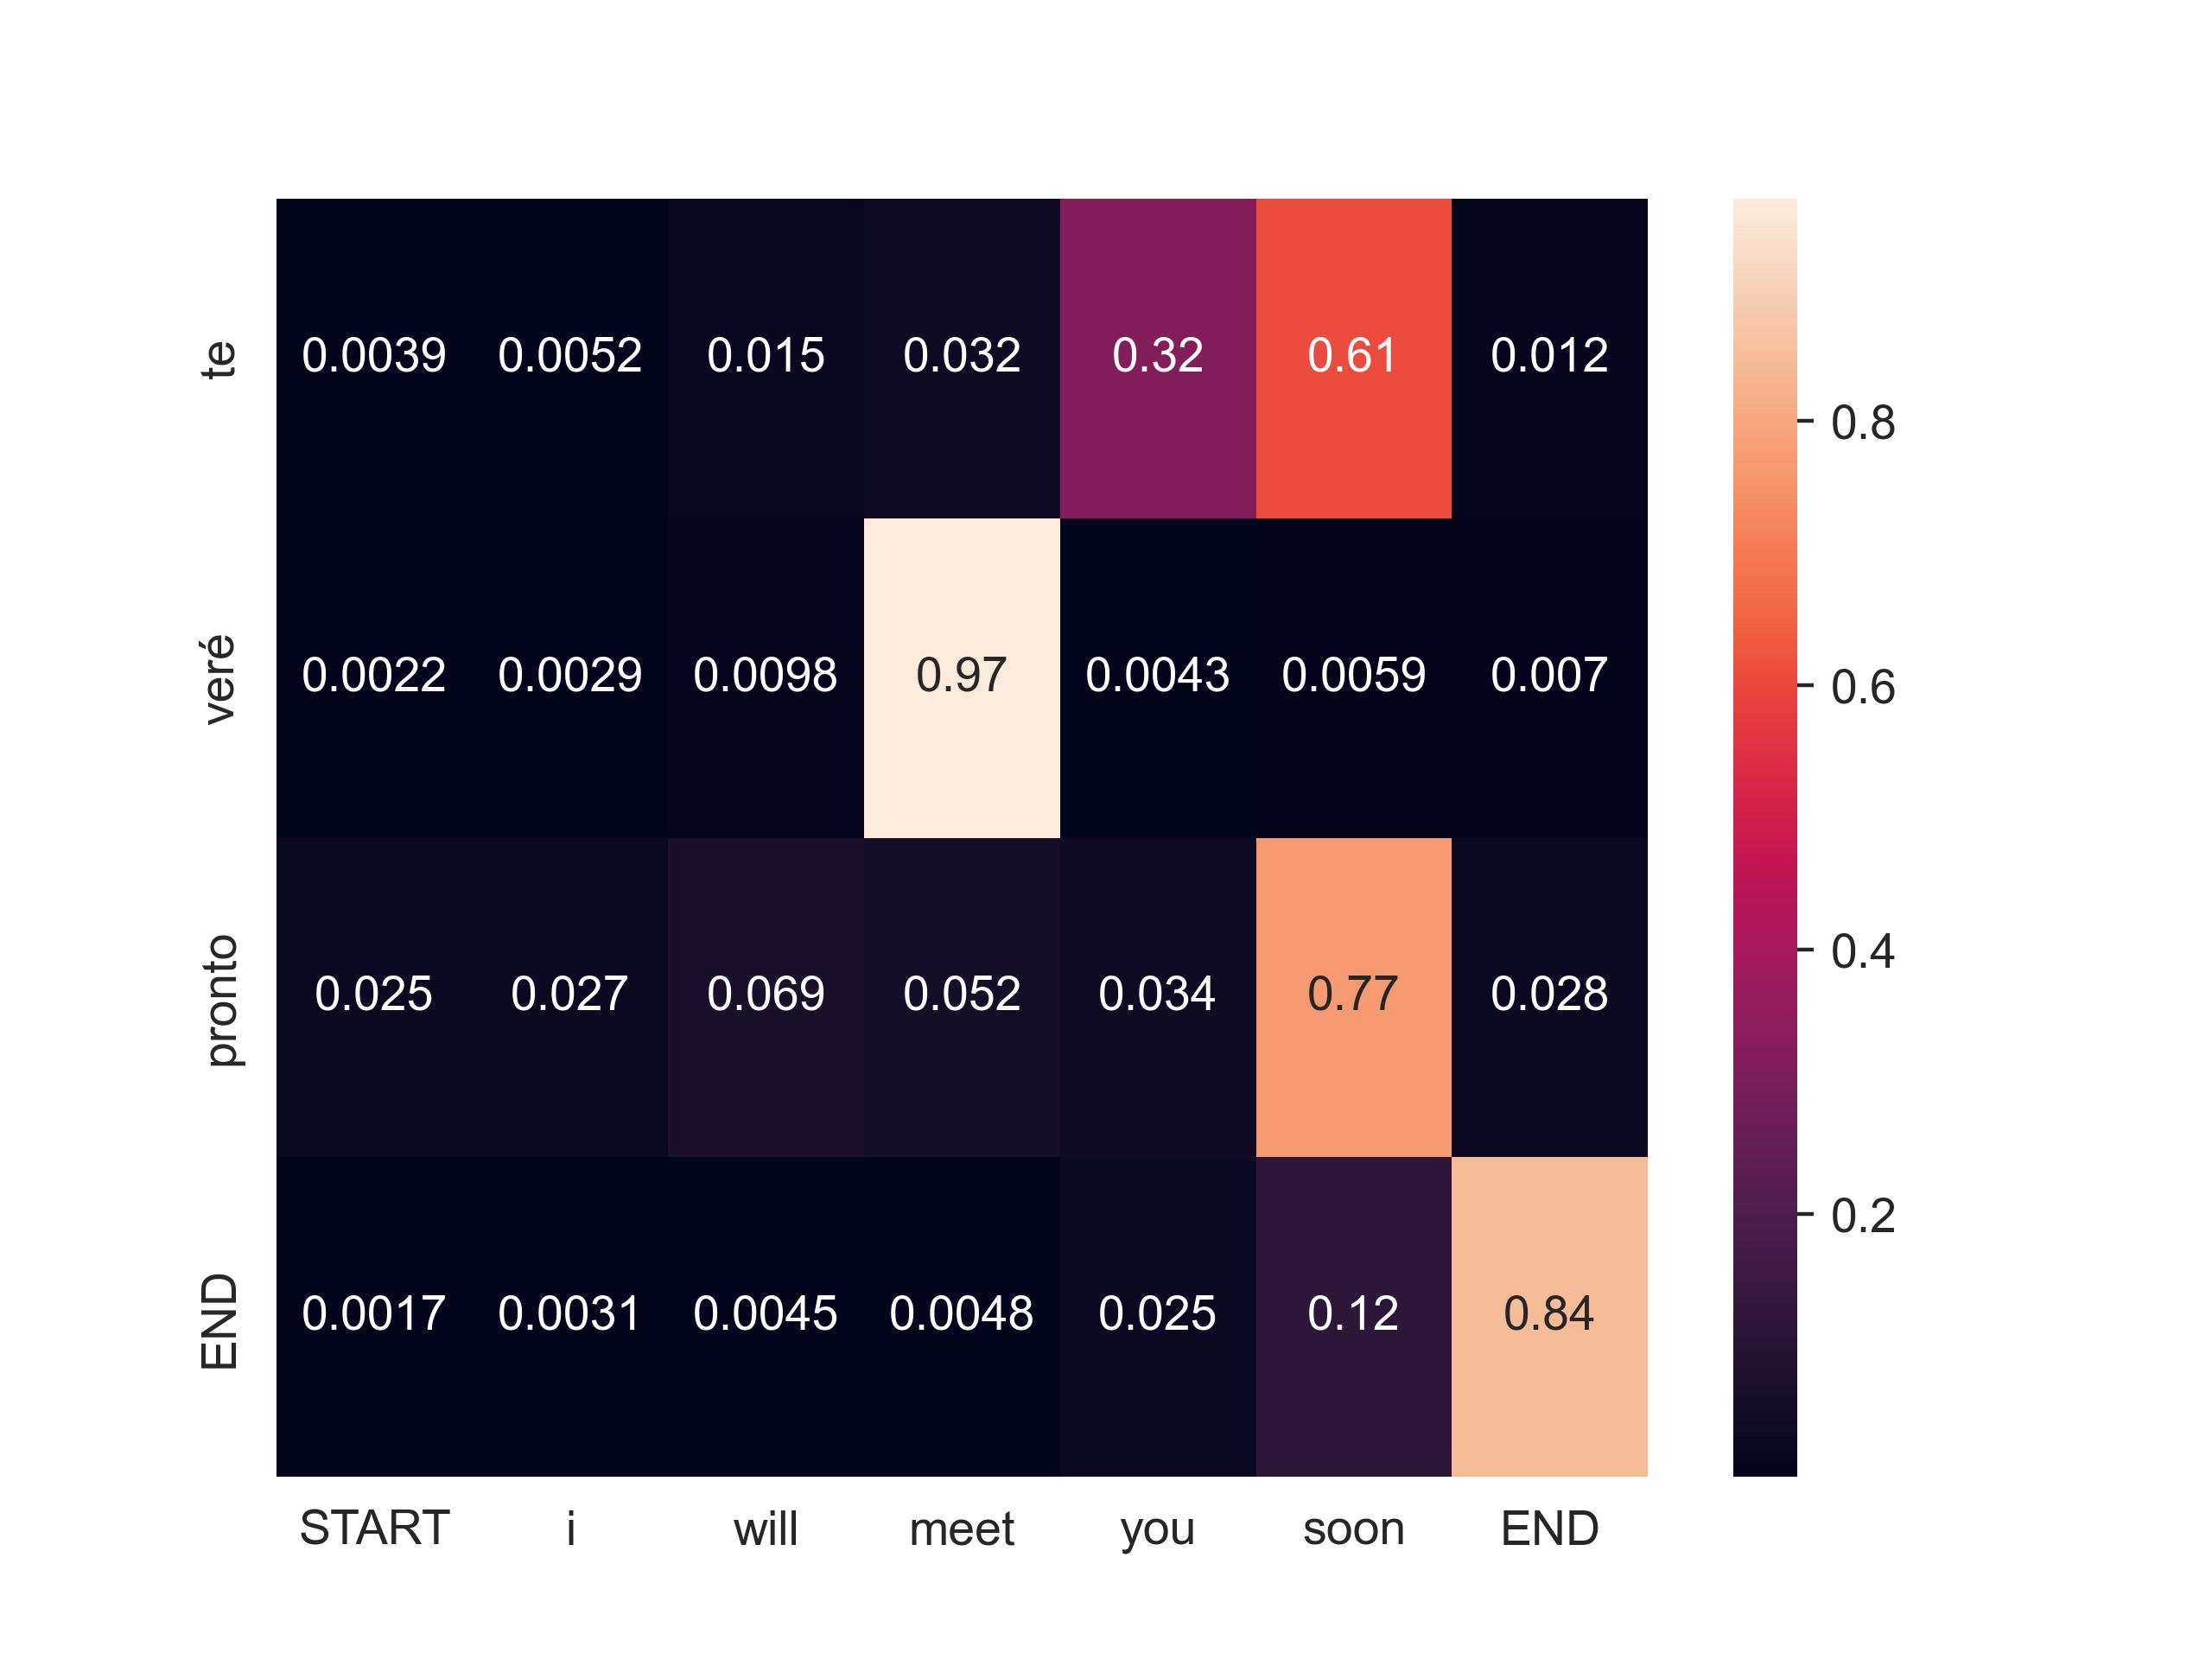 te 0.0039 0.0052 0.015 0.032 0.32 0.61 0.012
veré 0.0022 0.0029 0.0098 0.97 0.0043 0.0059 0.007
pronto 0.025 0.027 0.069 0.052 0.034 0.77 0.028
END 0.0017 0.0031 0.0045 0.0048 0.025 0.12 0.84
START i will meet you soon END
0.8
0.6
0.4
0.2